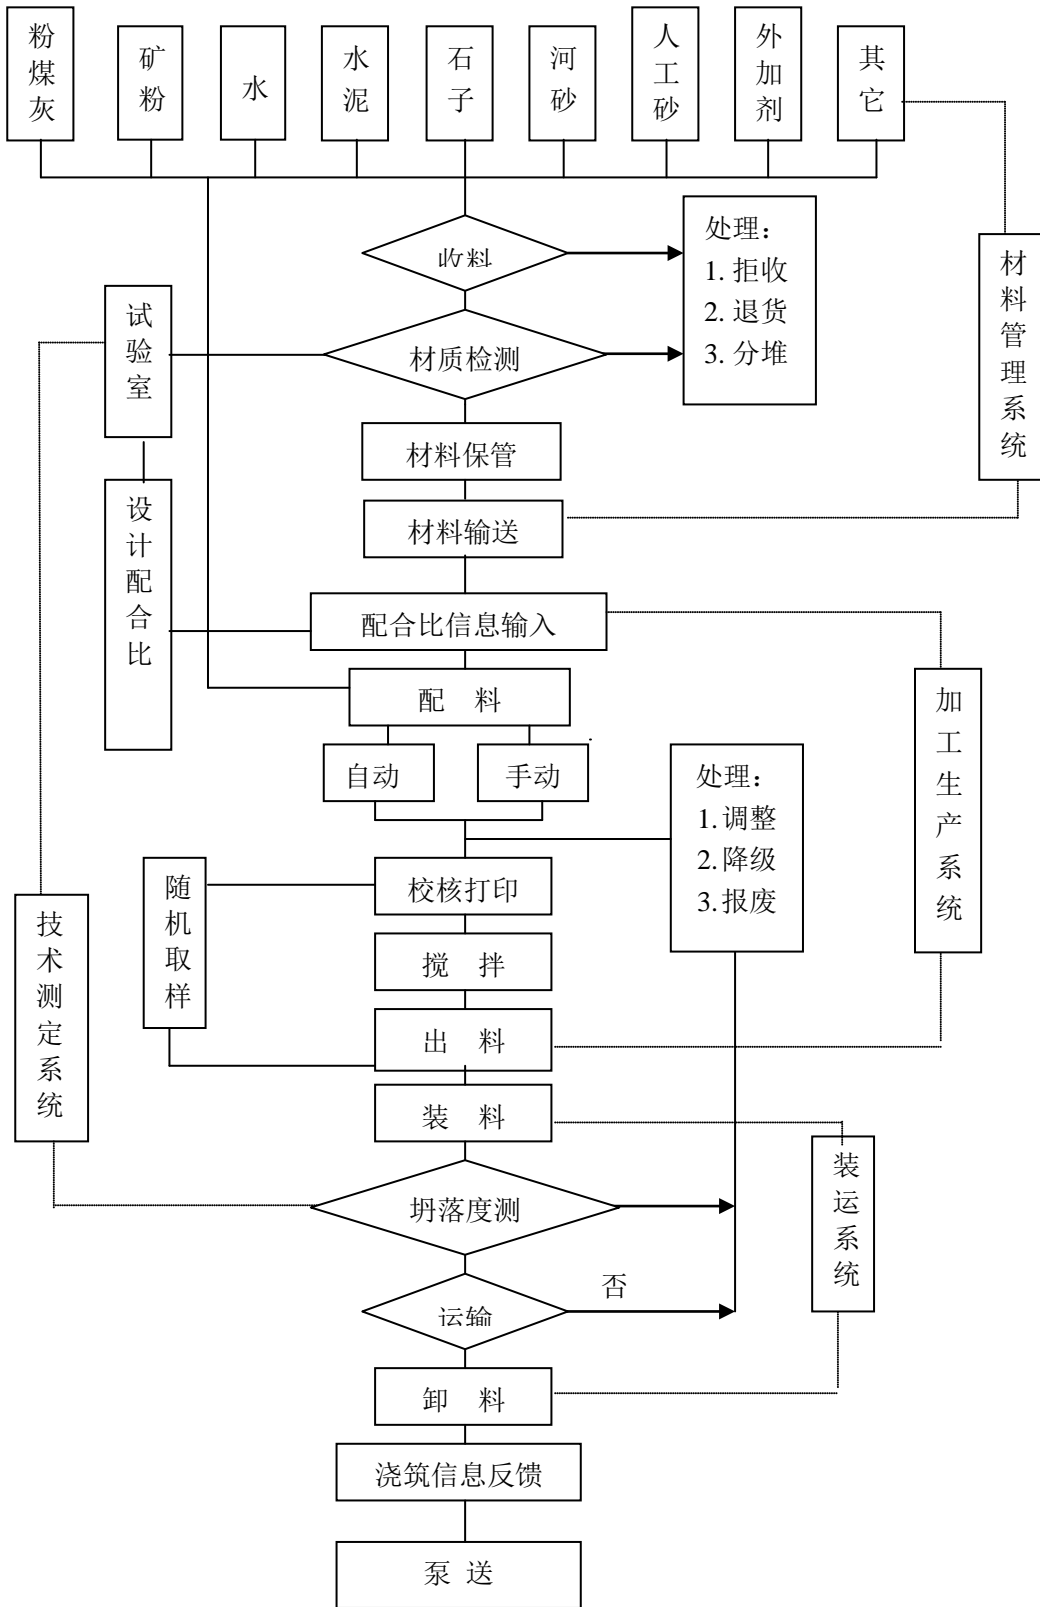 粉煤灰
矿粉
水
水泥
石子
河砂
人工砂
外加剂
其它
收料
处理：
1. 拒收
2. 退货
3. 分堆
材料管理系统
试验室
材质检测
材料保管
设计配合比
材料输送
配合比信息输入
配 料
加工生产系统
自动
手动
处理：
1. 调整
2. 降级
3. 报废
随机取样
校核打印
技术测定系统
搅 拌
出 料
装 料
装运系统
坍落度测
否
运输
卸 料
浇筑信息反馈
泵 送